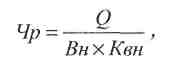 Чр = Q / (Вн × Квн),